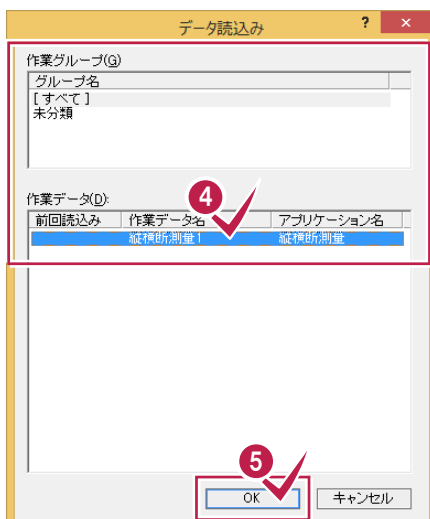 データ読込み ? ×
作業グループ(G)
グループ名
[すべて]
未分類
作業データ(D):
4
前回読込み 作業データ名 アプリケーション名
縦横断測量1 縦横断測量
5
OK キャンセル